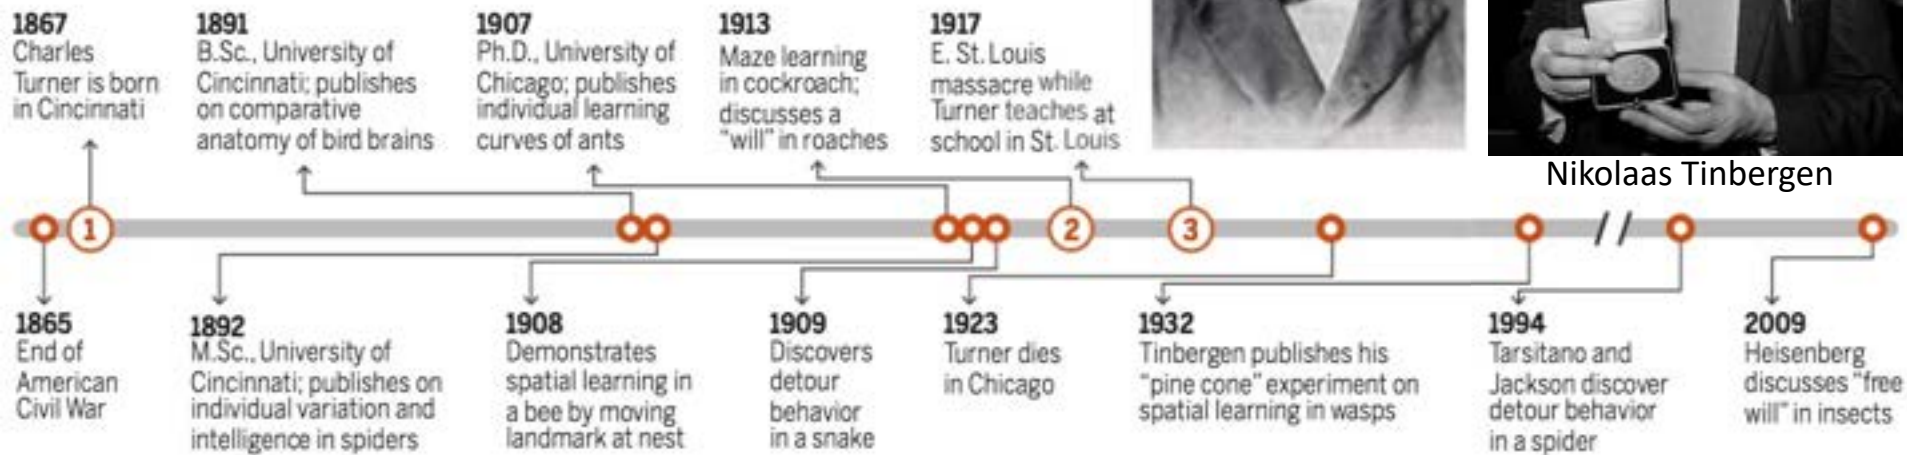 1867
Charles
Turner is born
in Cincinnati
1891
B.Sc., University of
Cincinnati; publishes
on comparative
anatomy of bird brains
1907
Ph.D., University of
Chicago; publishes
individual learning
curves of ants
1913
Maze learning
in cockroach;
discusses a
"will" in roaches
1917
E. St. Louis
massacre while
Turner teaches at
school in St. Louis
Nikolaas Tinbergen
1
2
3
1865
End of
American
Civil War
1892
M.Sc., University of
Cincinnati; publishes on
individual variation and
intelligence in spiders
1908
Demonstrates
spatial learning in
a bee by moving
landmark at nest
1909
Discovers
detour
behavior
in a snake
1923
Turner dies
in Chicago
1932
Tinbergen publishes his
"pine cone" experiment on
spatial learning in wasps
1994
Tarsitano and
Jackson discover
detour behavior
in a spider
2009
Heisenberg
discusses "free
will" in insects